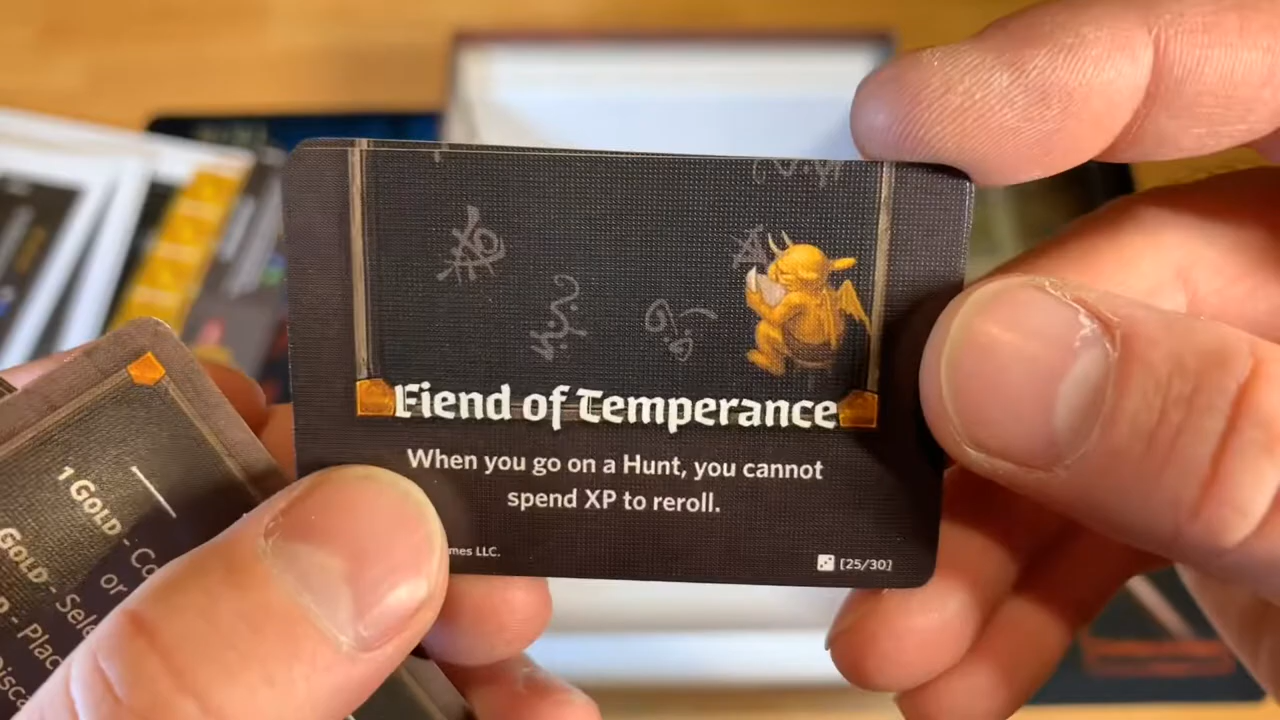 Fiend of Temperance
When you go on a Hunt, you cannot
spend XP to reroll.
mes LLC.
[25/30]
1 GOLD -
or
GOLD -